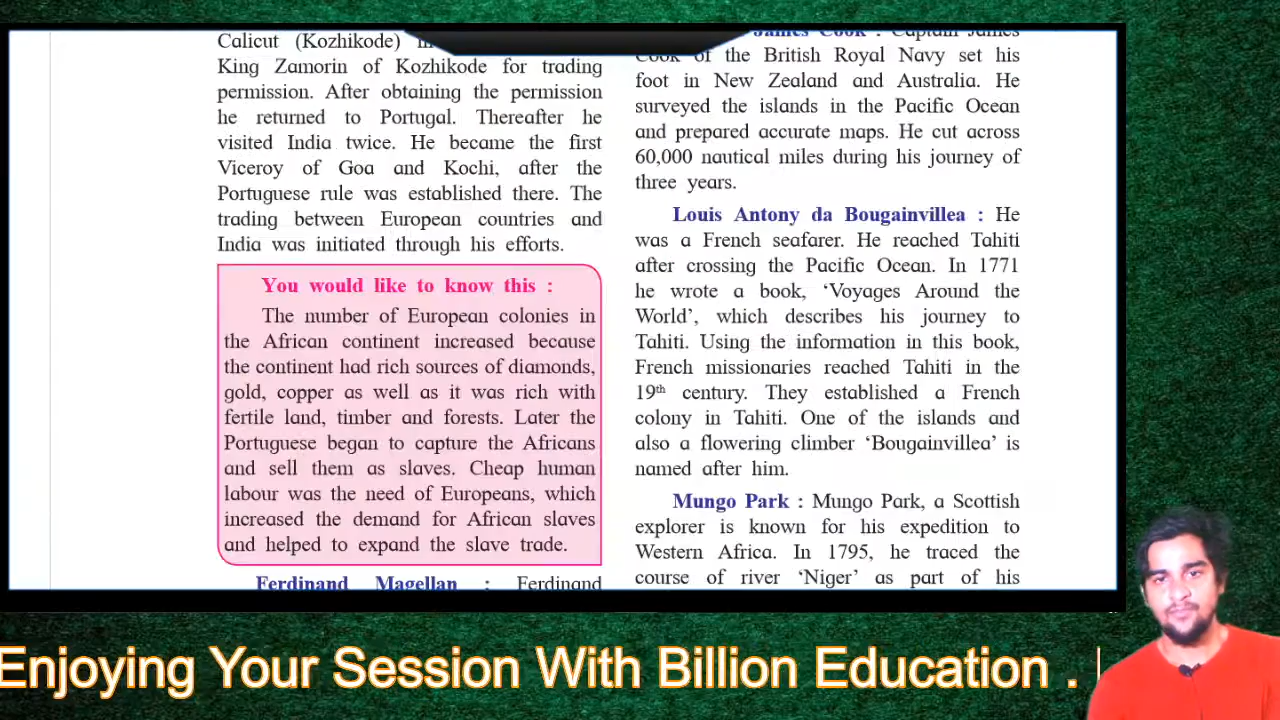 Calicut (Kozhikode)
King Zamorin of Kozhikode for trading
permission. After obtaining the permission
he returned to Portugal. Thereafter he
visited India twice. He became the first
Viceroy of Goa and Kochi, after the
Portuguese rule was established there. The
trading between European countries and
India was initiated through his efforts.
You would like to know this :
The number of European colonies in
the African continent increased because
the continent had rich sources of diamonds,
gold, copper as well as it was rich with
fertile land, timber and forests. Later the
Portuguese began to capture the Africans
and sell them as slaves. Cheap human
labour was the need of Europeans, which
increased the demand for African slaves
and helped to expand the slave trade.
Ferdinand Magellan : Ferdinand
James Cook : Captain James
Cook of the British Royal Navy set his
foot in New Zealand and Australia. He
surveyed the islands in the Pacific Ocean
and prepared accurate maps. He cut across
60,000 nautical miles during his journey of
three years.
Louis Antony da Bougainvillea : He
was a French seafarer. He reached Tahiti
after crossing the Pacific Ocean. In 1771
he wrote a book, ‘Voyages Around the
World’, which describes his journey to
Tahiti. Using the information in this book,
French missionaries reached Tahiti in the
19th century. They established a French
colony in Tahiti. One of the islands and
also a flowering climber ‘Bougainvillea’ is
named after him.
Mungo Park : Mungo Park, a Scottish
explorer is known for his expedition to
Western Africa. In 1795, he traced the
course of river ‘Niger’ as part of his
Enjoying Your Session With Billion Education .